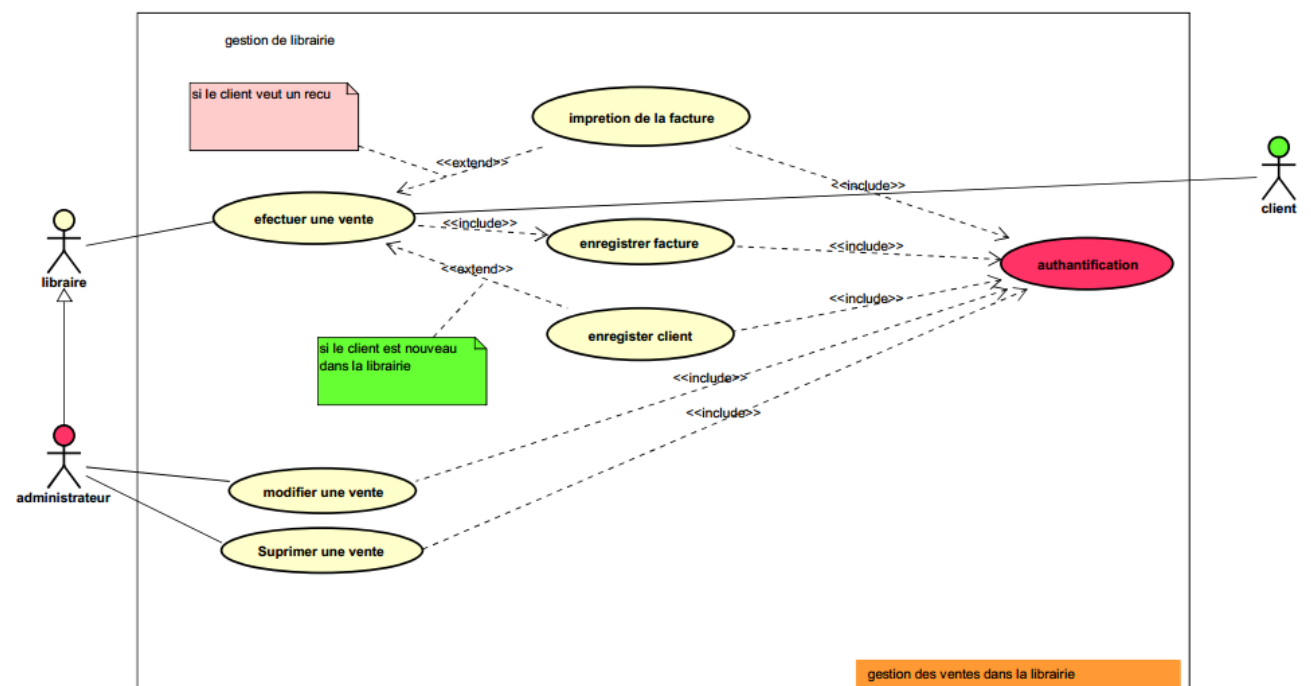 gestion de librairie
si le client veut un recu
impretion de la facture
<<extend>>
<<include>>
client
efectuer une vente
<<include>>
enregistrer facture
<<include>>
authantification
libraire
<<extend>>
<<include>>
enregister client
si le client est nouveau
dans la librairie
<<include>>
<<include>>
administrateur
modifier une vente
Suprimer une vente
gestion des ventes dans la librairie